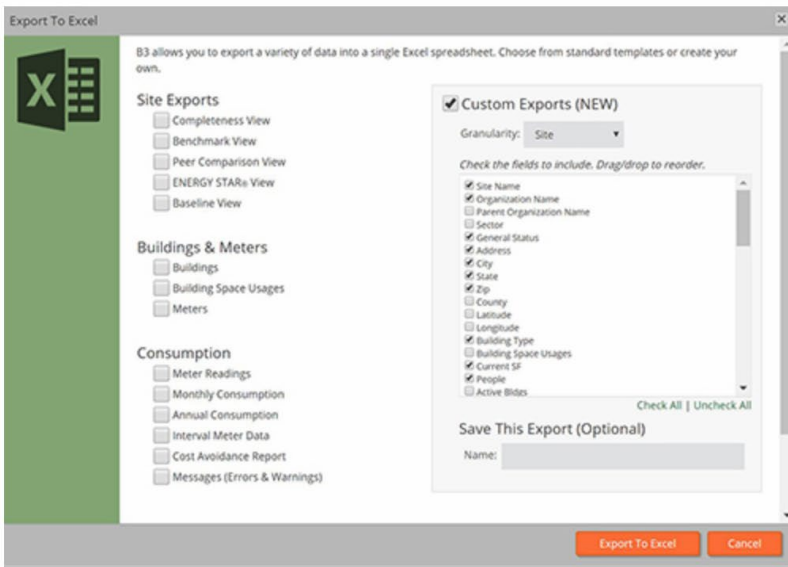 Export To Excel
B3 allows you to export a variety of data into a single Excel spreadsheet. Choose from standard templates or create your
own.
Site Exports
Completeness View
Benchmark View
Peer Comparison View
ENERGY STAR® View
Baseline View
Buildings & Meters
Buildings
Building Space Usages
Meters
Consumption
Meter Readings
Monthly Consumption
Annual Consumption
Interval Meter Data
Cost Avoidance Report
Messages (Errors & Warnings)
Custom Exports (NEW)
Granularity: Site
Check the fields to include. Drag/drop to reorder.
Site Name
Organization Name
Parent Organization Name
Sector
General Status
Address
City
State
Zip
County
Latitude
Longitude
Building Type
Building Space Usages
Current SF
People
Active Bldgs
Check All | Uncheck All
Save This Export (Optional)
Name:
Export To Excel
Cancel